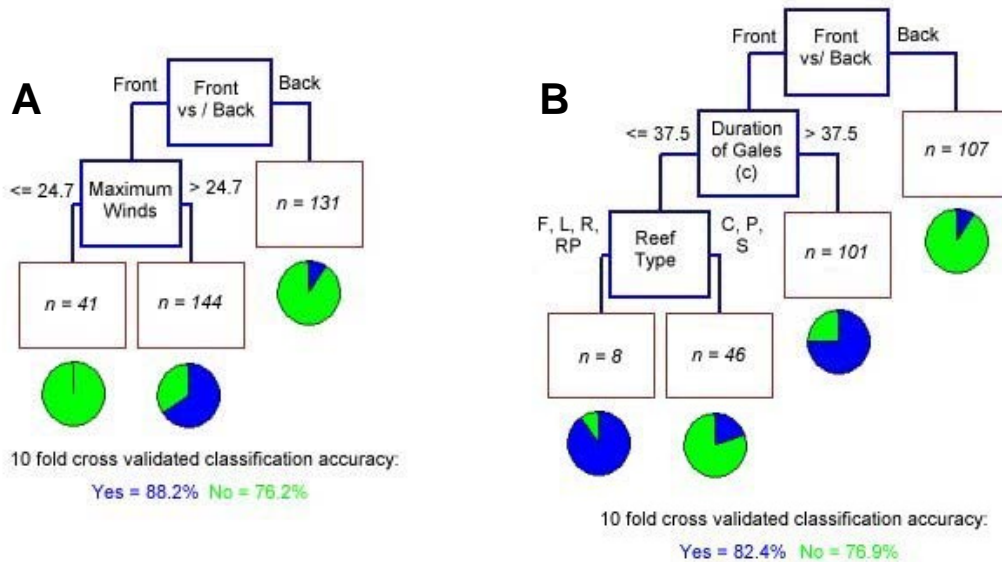 A
Front
Front
vs / Back
Back
<= 24.7
Maximum
Winds
> 24.7
n = 131
n = 41
n = 144
10 fold cross validated classification accuracy:
Yes = 88.2% No = 76.2%
B
Front
Front
vs/ Back
Back
<= 37.5
Duration
of Gales
(c)
> 37.5
n = 107
F, L, R,
RP
Reef
Type
C, P,
S
n = 101
n = 8
n = 46
10 fold cross validated classification accuracy:
Yes = 82.4% No = 76.9%